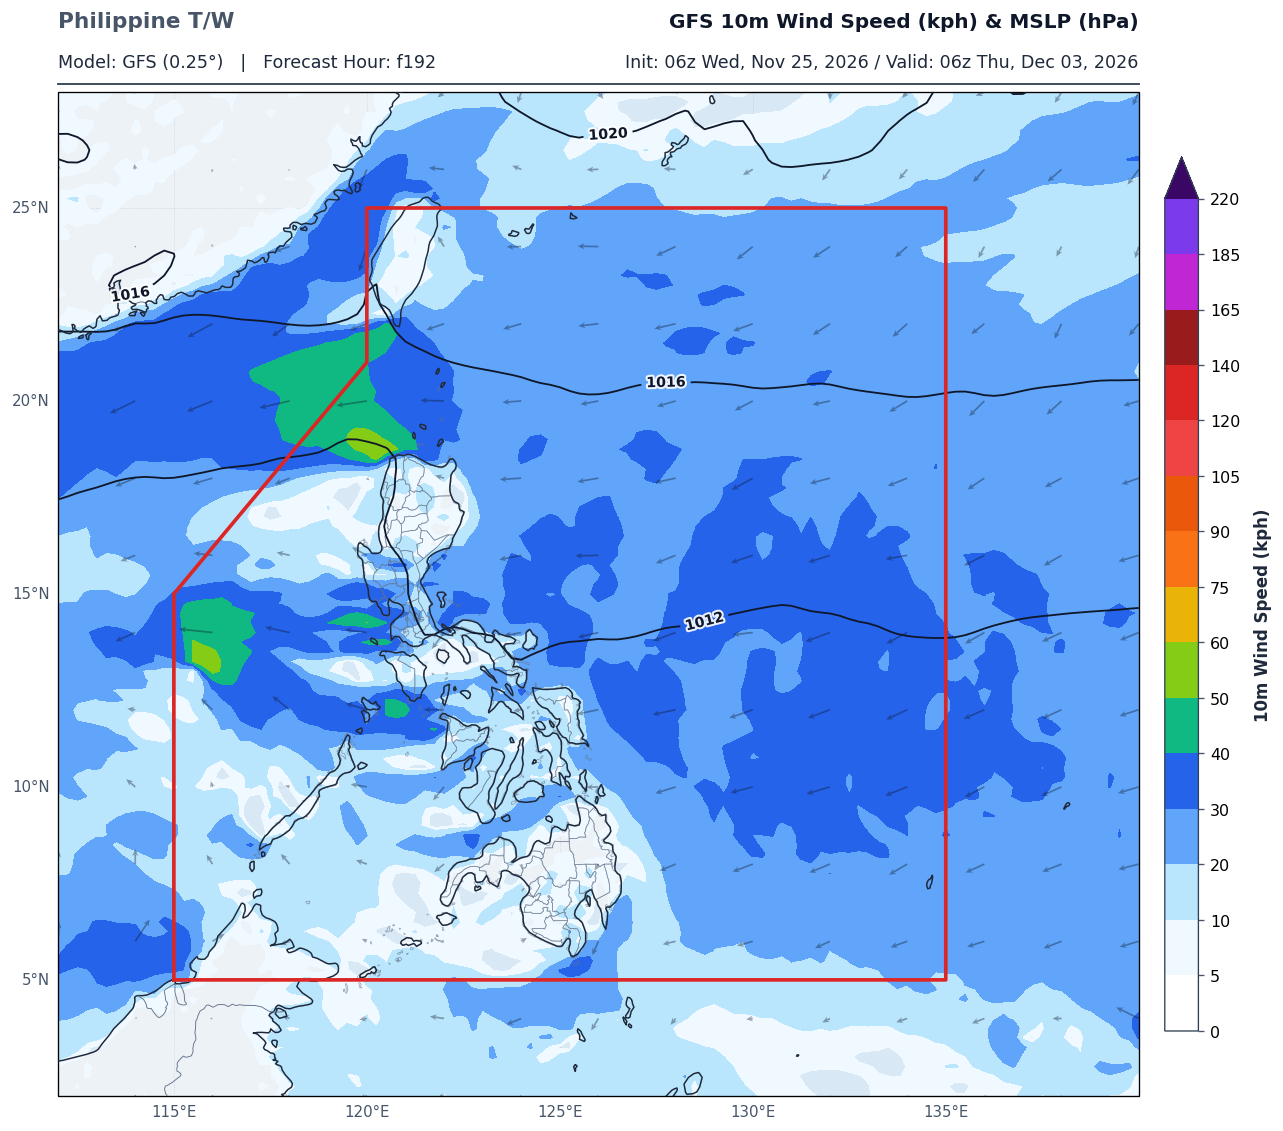 Philippine T/W
GFS 10m Wind Speed (kph) & MSLP (hPa)
Model: GFS (0.25°) | Forecast Hour: f192
Init: 06z Wed, Nov 25, 2026 / Valid: 06z Thu, Dec 03, 2026
1020
1016
1016
1012
25°N
20°N
15°N
10°N
5°N
115°E
120°E
125°E
130°E
135°E
220
185
165
140
120
105
90
75
60
50
40
30
20
10
5
0
10m Wind Speed (kph)